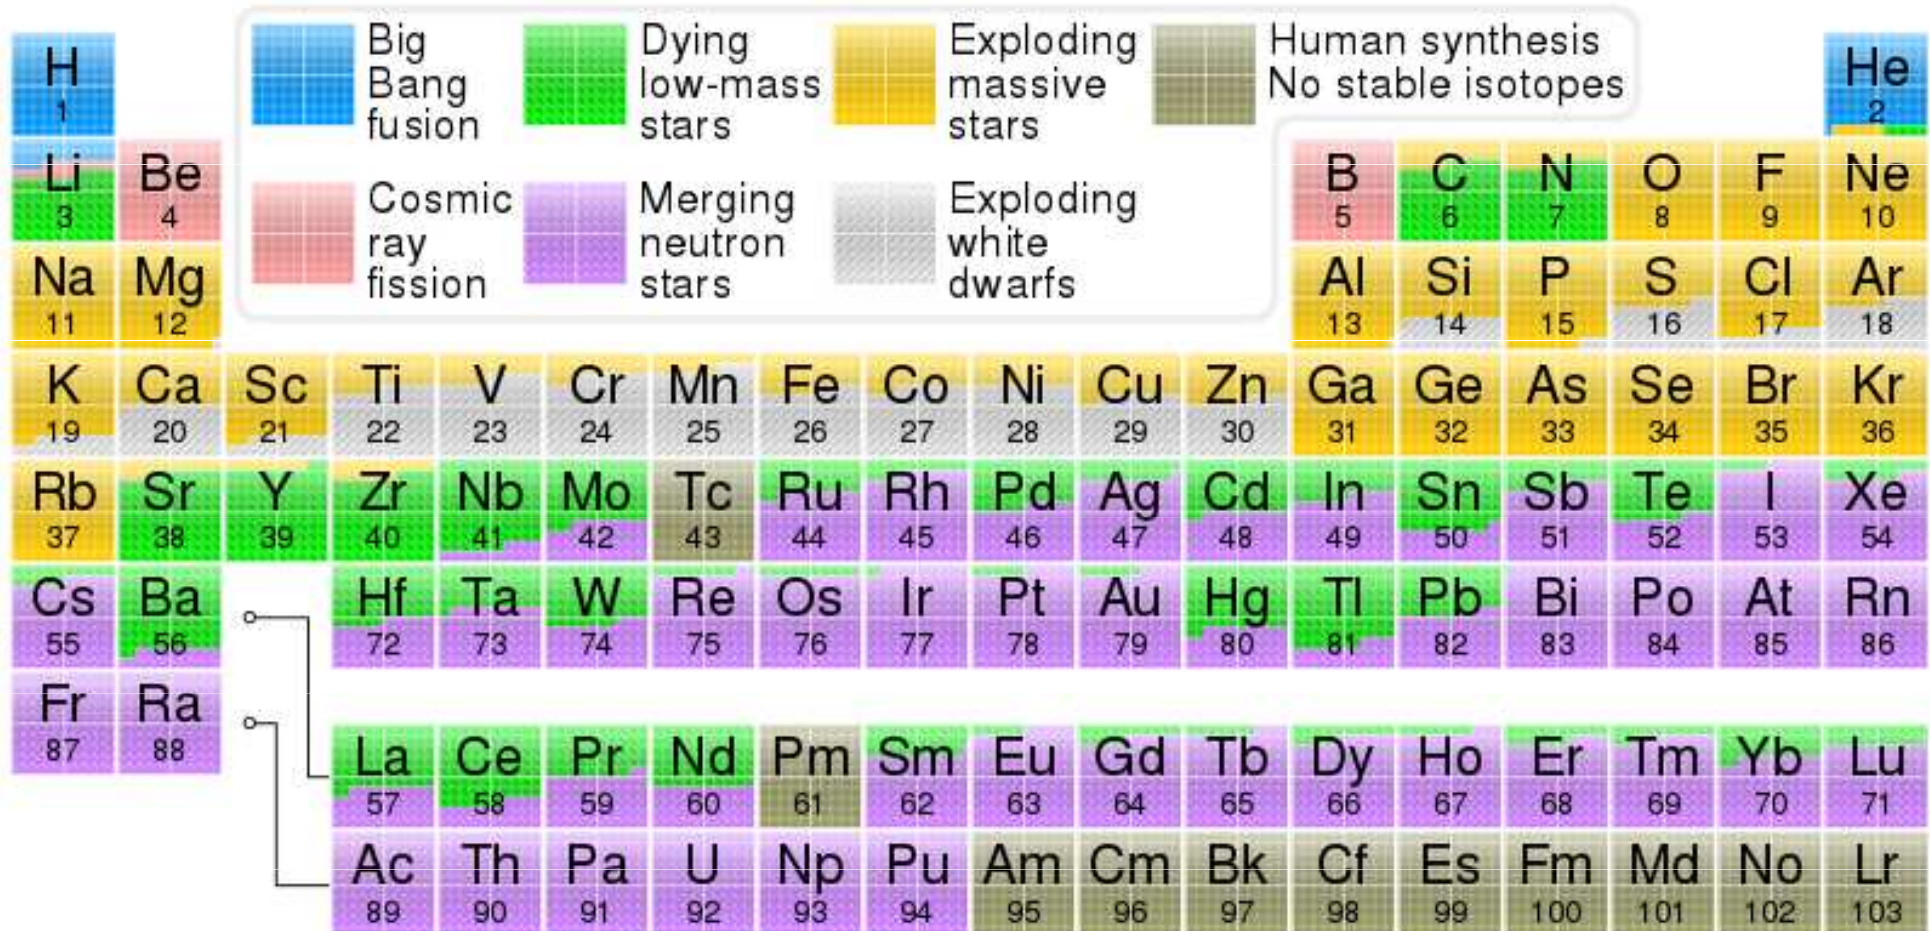 Big Bang fusion
Dying low-mass stars
Exploding massive stars
Human synthesis
No stable isotopes
Cosmic ray fission
Merging neutron stars
Exploding white dwarfs
H He
1 2
Li Be B C N O F Ne
3 4 5 6 7 8 9 10
Na Mg Al Si P S Cl Ar
11 12 13 14 15 16 17 18
K Ca Sc Ti V Cr Mn Fe Co Ni Cu Zn Ga Ge As Se Br Kr
19 20 21 22 23 24 25 26 27 28 29 30 31 32 33 34 35 36
Rb Sr Y Zr Nb Mo Tc Ru Rh Pd Ag Cd In Sn Sb Te I Xe
37 38 39 40 41 42 43 44 45 46 47 48 49 50 51 52 53 54
Cs Ba Hf Ta W Re Os Ir Pt Au Hg Tl Pb Bi Po At Rn
55 56 72 73 74 75 76 77 78 79 80 81 82 83 84 85 86
Fr Ra
87 88
La Ce Pr Nd Pm Sm Eu Gd Tb Dy Ho Er Tm Yb Lu
57 58 59 60 61 62 63 64 65 66 67 68 69 70 71
Ac Th Pa U Np Pu Am Cm Bk Cf Es Fm Md No Lr
89 90 91 92 93 94 95 96 97 98 99 100 101 102 103